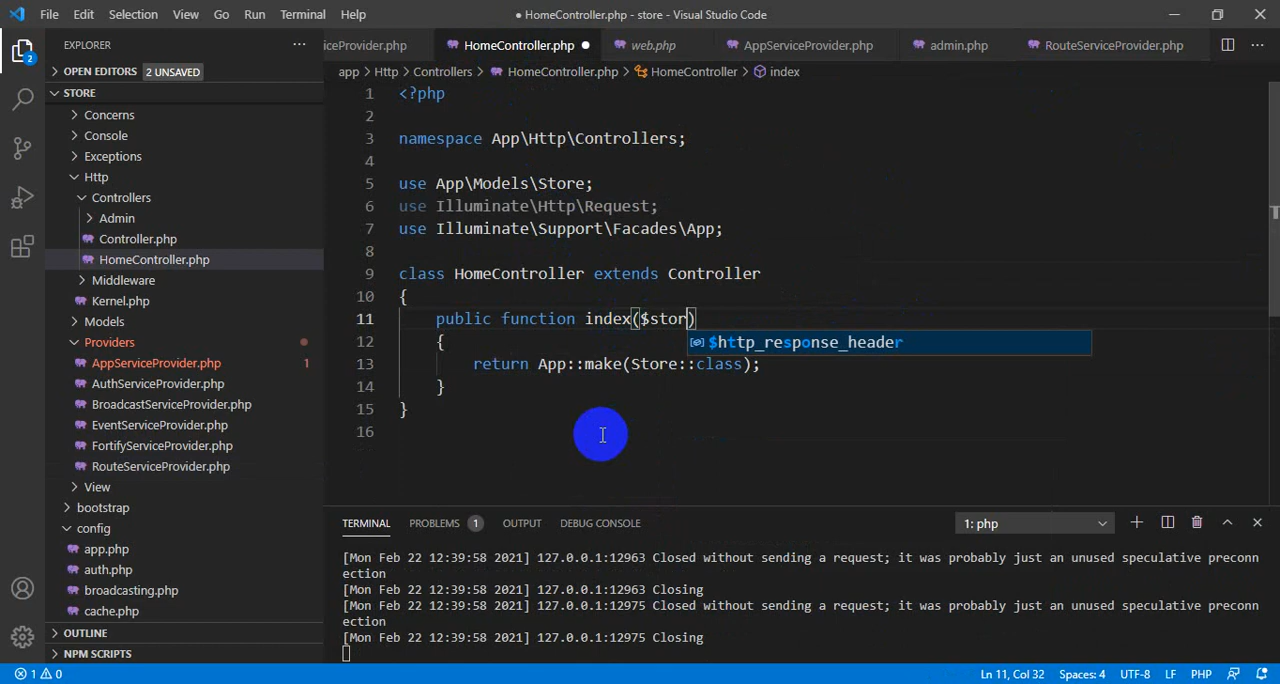 File Edit Selection View Go Run Terminal Help
● HomeController.php - store - Visual Studio Code
EXPLORER
iceProvider.php
HomeController.php
web.php
AppServiceProvider.php
admin.php
RouteServiceProvider.php
OPEN EDITORS 2 UNSAVED
STORE
Concerns
Console
Exceptions
Http
Controllers
Admin
Controller.php
HomeController.php
Middleware
Kernel.php
Models
Providers
AppServiceProvider.php 1
AuthServiceProvider.php
BroadcastServiceProvider.php
EventServiceProvider.php
FortifyServiceProvider.php
RouteServiceProvider.php
View
bootstrap
config
app.php
auth.php
broadcasting.php
cache.php
OUTLINE
NPM SCRIPTS
2
app > Http > Controllers > HomeController.php > HomeController > index
1 <?php
2
3 namespace App\Http\Controllers;
4
5 use App\Models\Store;
6 use Illuminate\Http\Request;
7 use Illuminate\Support\Facades\App;
8
9 class HomeController extends Controller
10 {
11 public function index($stor)
$http_response_header
12 {
13 return App::make(Store::class);
14 }
15 }
16
TERMINAL PROBLEMS 1 OUTPUT DEBUG CONSOLE
1: php
[Mon Feb 22 12:39:58 2021] 127.0.0.1:12963 Closed without sending a request; it was probably just an unused speculative preconn
ection
[Mon Feb 22 12:39:58 2021] 127.0.0.1:12963 Closing
[Mon Feb 22 12:39:58 2021] 127.0.0.1:12975 Closed without sending a request; it was probably just an unused speculative preconn
ection
[Mon Feb 22 12:39:58 2021] 127.0.0.1:12975 Closing
1 0
Ln 11, Col 32 Spaces: 4 UTF-8 LF PHP